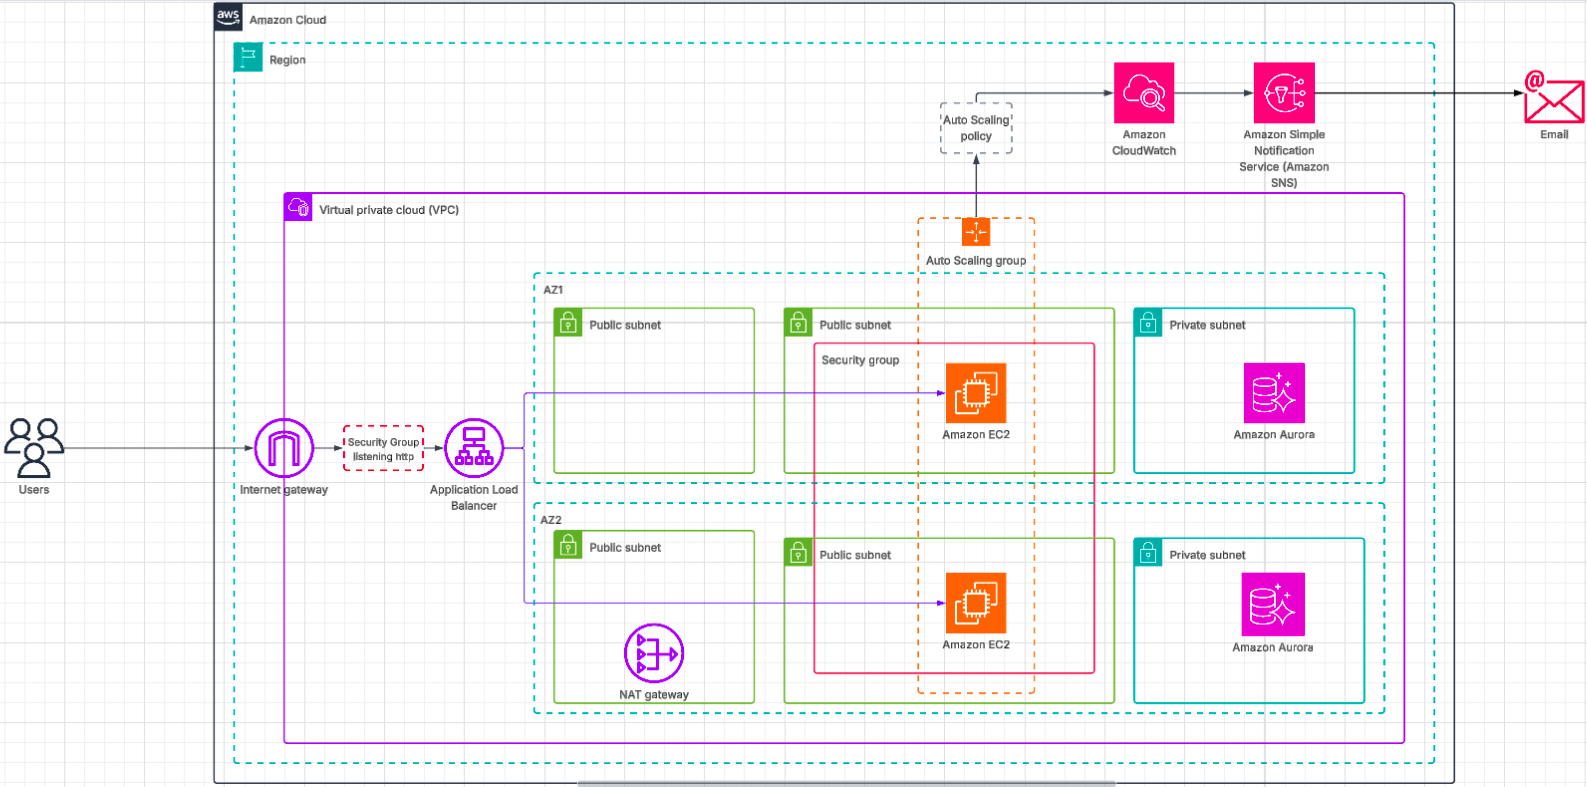 aws
Amazon Cloud
Region
Auto Scaling
policy
Amazon
CloudWatch
Amazon Simple
Notification
Service (Amazon
SNS)
@
Email
Virtual private cloud (VPC)
Auto Scaling group
AZ1
Public subnet
Public subnet
Private subnet
Security group
Amazon EC2
Amazon Aurora
Users
Internet gateway
Security Group
listening http
Application Load
Balancer
AZ2
Public subnet
Public subnet
Private subnet
NAT gateway
Amazon EC2
Amazon Aurora